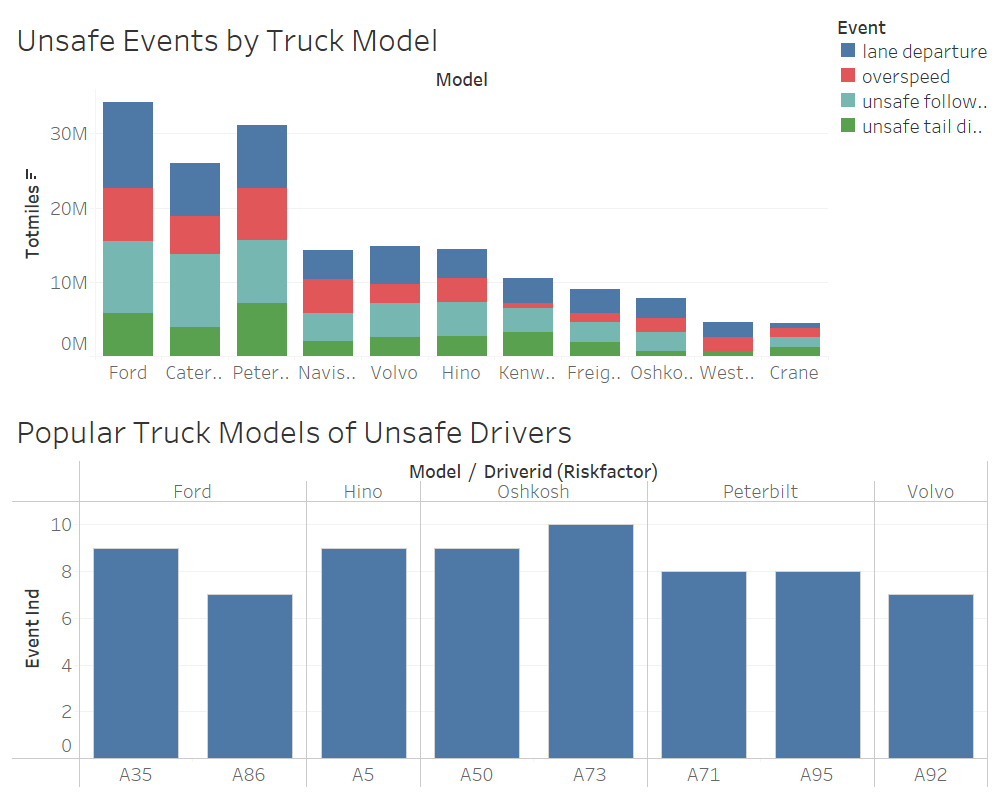 Unsafe Events by Truck Model
Event
lane departure
overspeed
unsafe follow..
unsafe tail di..
Model
Totmiles
30M
20M
10M
0M
Ford Cater.. Peter.. Navis.. Volvo Hino Kenw.. Freig.. Oshko.. West.. Crane
Popular Truck Models of Unsafe Drivers
Model / Driverid (Riskfactor)
Ford Hino Oshkosh Peterbilt Volvo
Event Ind
10
8
6
4
2
0
A35 A86 A5 A50 A73 A71 A95 A92